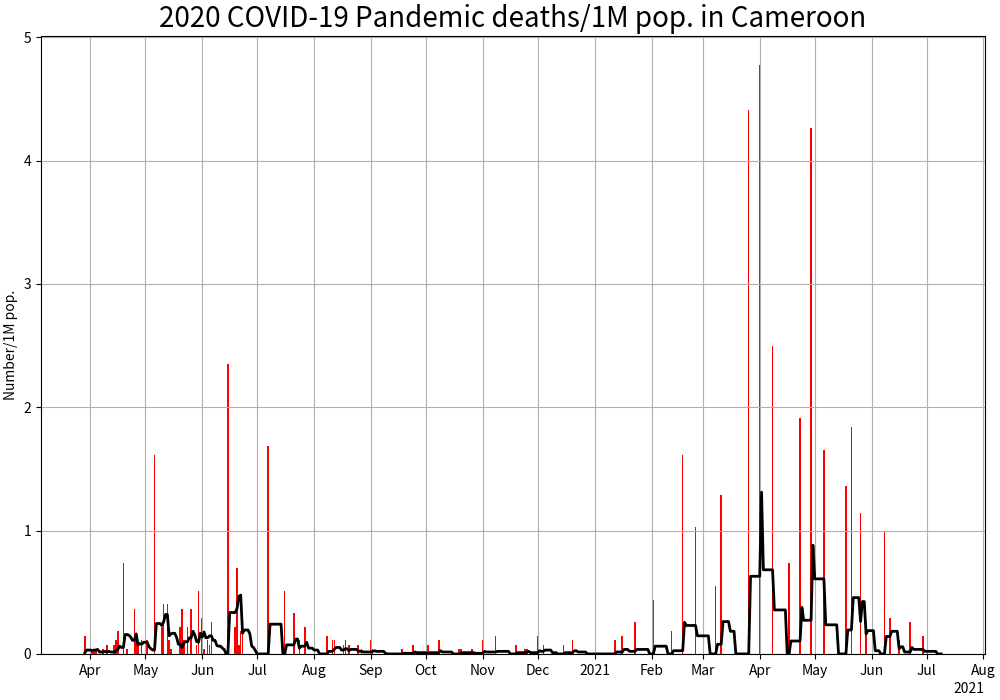 2020 COVID-19 Pandemic deaths/1M pop. in Cameroon
Number/1M pop.
5
4
3
2
1
0
Apr May Jun Jul Aug Sep Oct Nov Dec 2021 Feb Mar Apr May Jun Jul Aug
2021